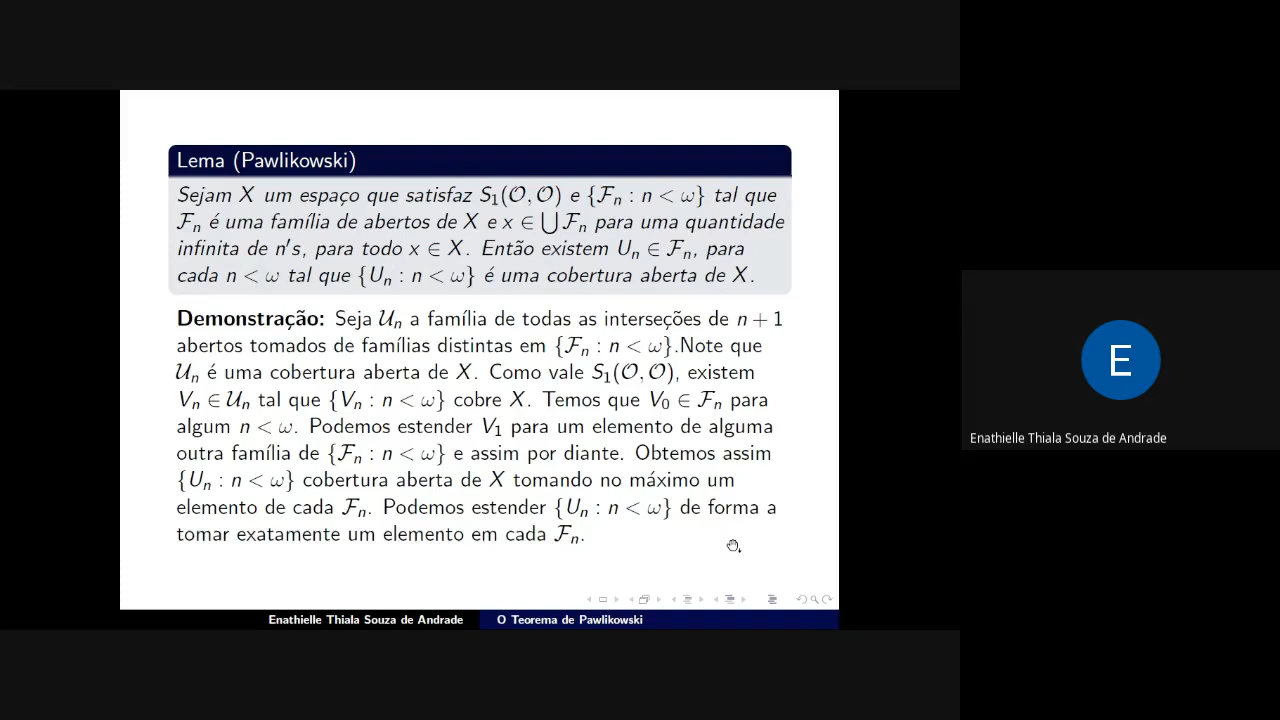 Lema (Pawlikowski)
Sejam X um espaço que satisfaz S₁(𝒪, 𝒪) e {ℱₙ : n < ω} tal que
ℱₙ é uma família de abertos de X e x ∈ ⋃ ℱₙ para uma quantidade
infinita de n′s, para todo x ∈ X. Então existem Uₙ ∈ ℱₙ, para
cada n < ω tal que {Uₙ : n < ω} é uma cobertura aberta de X.
Demonstração: Seja 𝒰ₙ a família de todas as interseções de n + 1
abertos tomados de famílias distintas em {ℱₙ : n < ω}.Note que
𝒰ₙ é uma cobertura aberta de X. Como vale S₁(𝒪, 𝒪), existem
Vₙ ∈ 𝒰ₙ tal que {Vₙ : n < ω} cobre X. Temos que V₀ ∈ ℱₙ para
algum n < ω. Podemos estender V₁ para um elemento de alguma
outra família de {ℱₙ : n < ω} e assim por diante. Obtemos assim
{Uₙ : n < ω} cobertura aberta de X tomando no máximo um
elemento de cada ℱₙ. Podemos estender {Uₙ : n < ω} de forma a
tomar exatamente um elemento em cada ℱₙ.
Enathielle Thiala Souza de Andrade
O Teorema de Pawlikowski
E
Enathielle Thiala Souza de Andrade